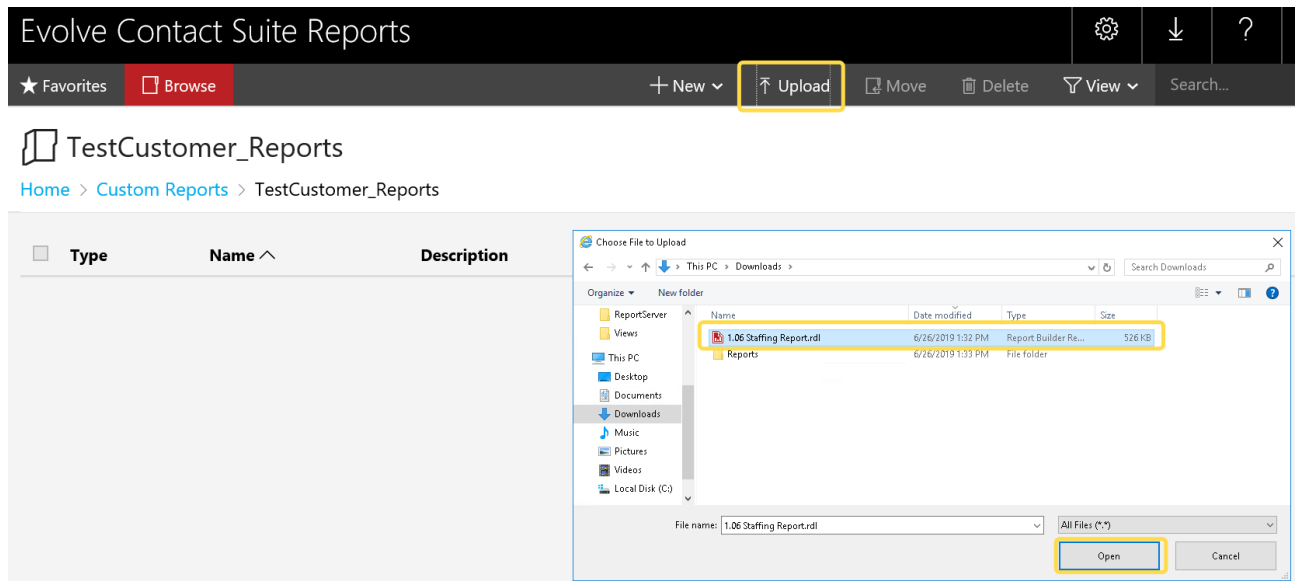 Evolve Contact Suite Reports
?
Favorites Browse New Upload Move Delete View Search...
TestCustomer_Reports
Home > Custom Reports > TestCustomer_Reports
Type Name Description
Choose File to Upload
This PC > Downloads > Search Downloads
Organize New folder ?
Name Date modified Type Size
ReportServer
Views
This PC
Desktop
Documents
Downloads
Music
Pictures
Videos
Local Disk (C:)
1.06 Staffing Report.rdl 6/26/2019 1:32 PM Report Builder Re... 526 KB
Reports 6/26/2019 1:33 PM File folder
File name: 1.06 Staffing Report.rdl All Files (*.*)
Open Cancel